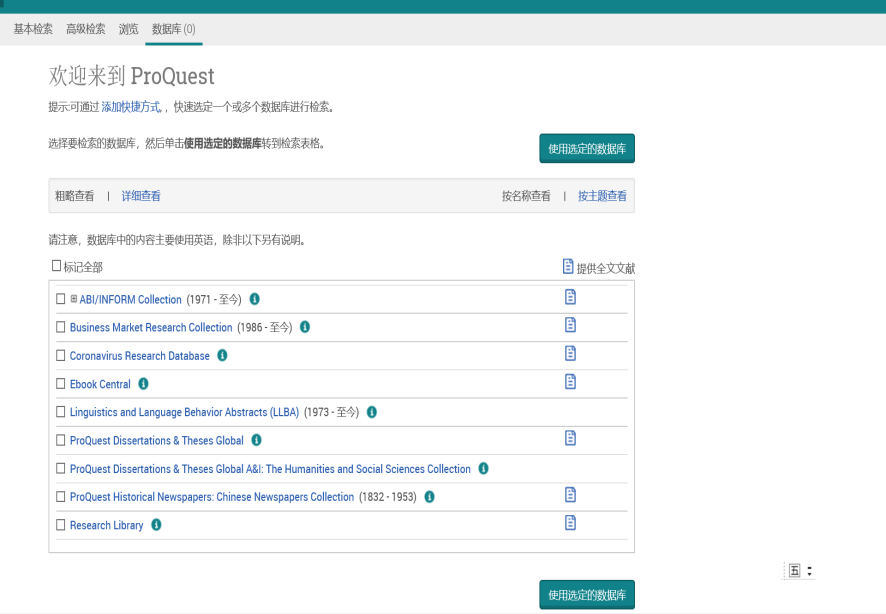 基本检索 高级检索 浏览 数据库 (0)
欢迎来到 ProQuest
提示:可通过 添加快捷方式, ,快速选定一个或多个数据库进行检索。
选择要检索的数据库,然后单击使用选定的数据库转到检索表格。
使用选定的数据库
粗略查看 | 详细查看 按名称查看 | 按主题查看
请注意,数据库中的内容主要使用英语,除非以下另有说明。
标记全部 提供全文文献
ABI/INFORM Collection (1971 - 至今)
Business Market Research Collection (1986 - 至今)
Coronavirus Research Database
Ebook Central
Linguistics and Language Behavior Abstracts (LLBA) (1973 - 至今)
ProQuest Dissertations & Theses Global
ProQuest Dissertations & Theses Global A&I: The Humanities and Social Sciences Collection
ProQuest Historical Newspapers: Chinese Newspapers Collection (1832 - 1953)
Research Library
五
使用选定的数据库